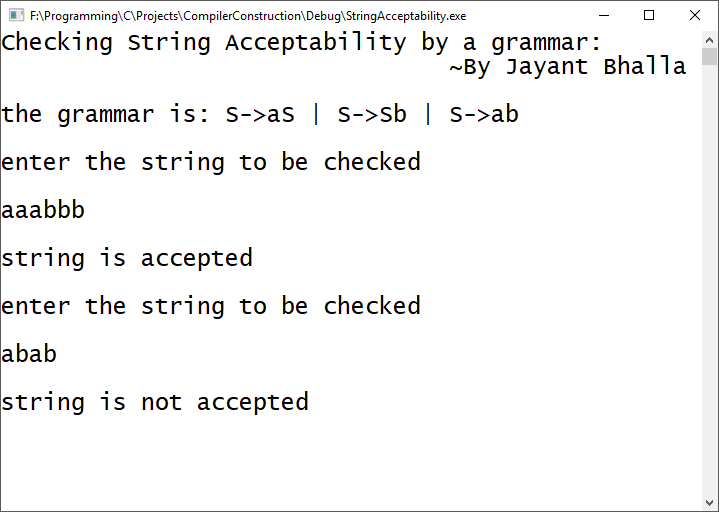 F:\Programming\C\Projects\CompilerConstruction\Debug\StringAcceptability.exe
Checking String Acceptability by a grammar:
~By Jayant Bhalla
the grammar is: S->aS | S->Sb | S->ab
enter the string to be checked
aaabbb
string is accepted
enter the string to be checked
abab
string is not accepted